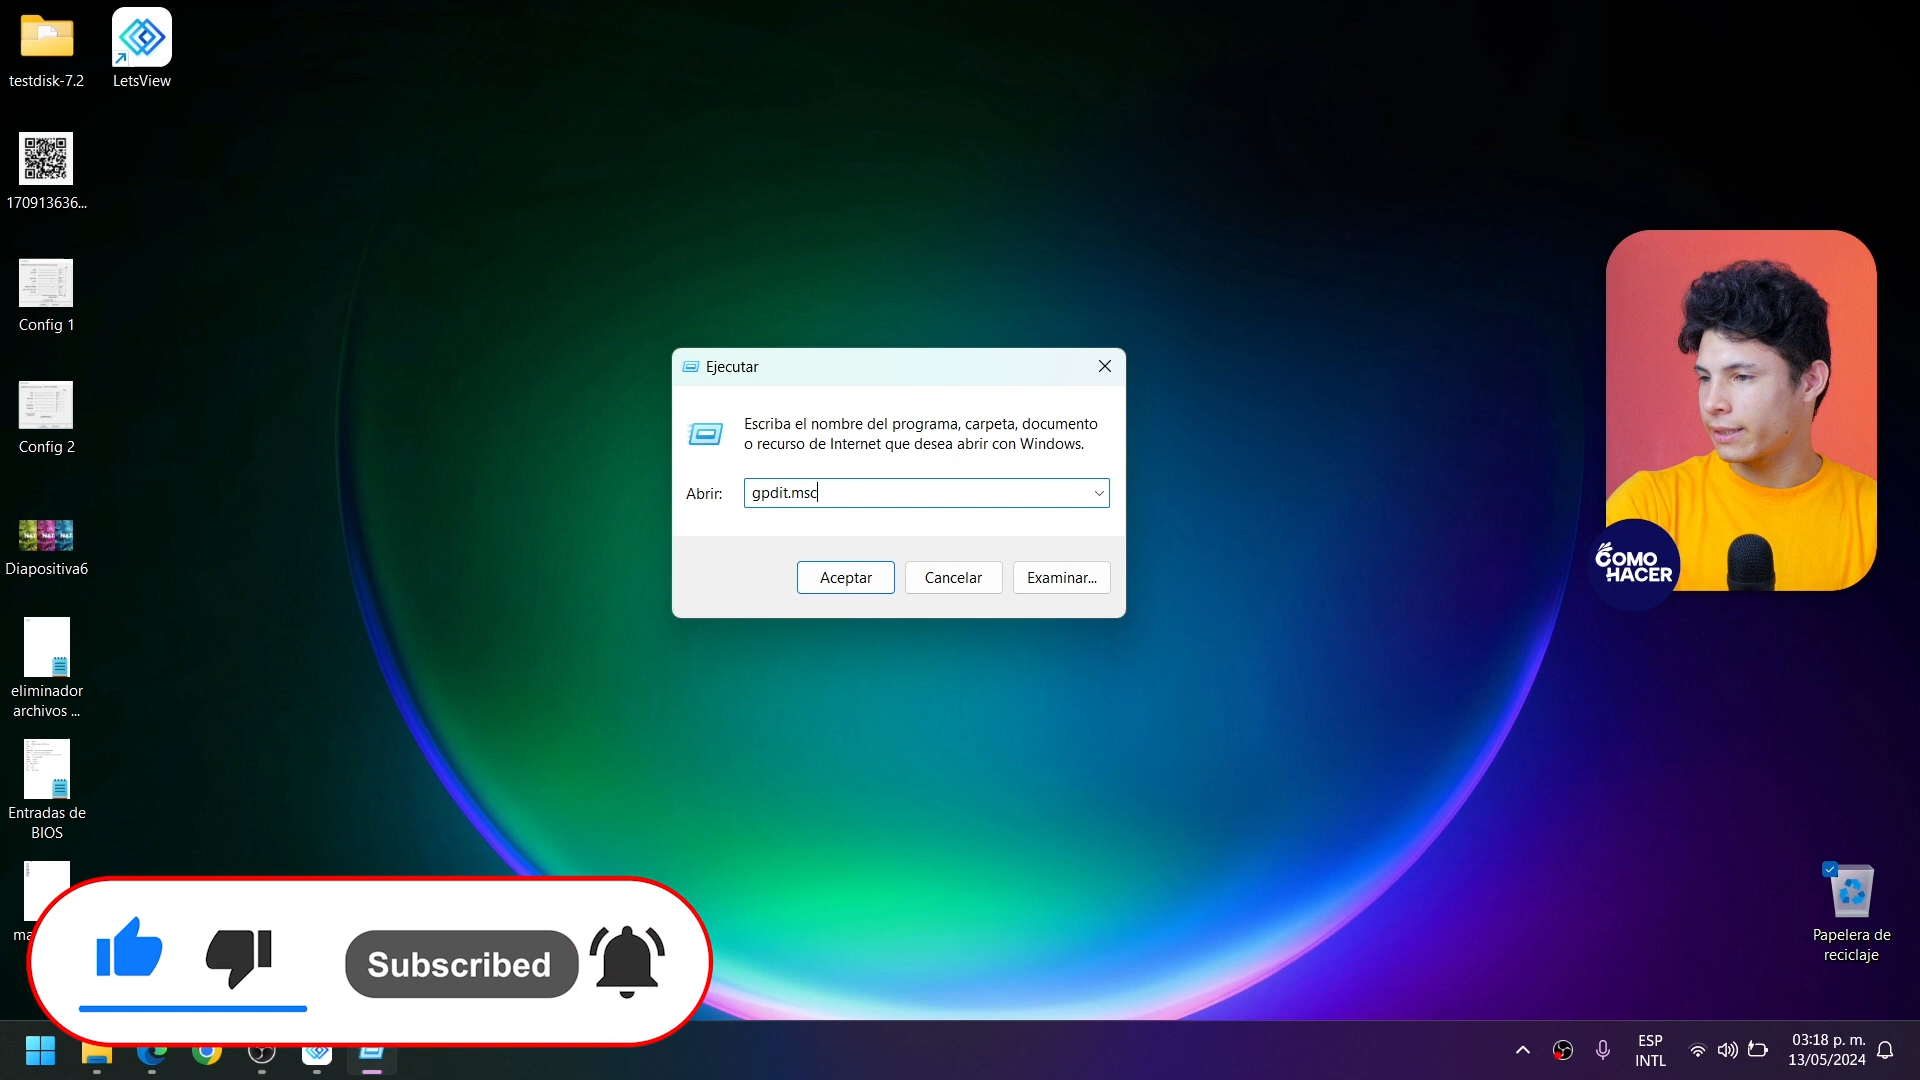 testdisk-7.2
LetsView
170913636...
Config 1
Config 2
Diapositiva6
eliminador
archivos ...
Entradas de
BIOS
Ejecutar
Escriba el nombre del programa, carpeta, documento
o recurso de Internet que desea abrir con Windows.
Abrir:
gpdit.msc
Aceptar
Cancelar
Examinar...
COMO
HACER
Papelera de
reciclaje
Subscribed
ESP
INTL
03:18 p. m.
13/05/2024